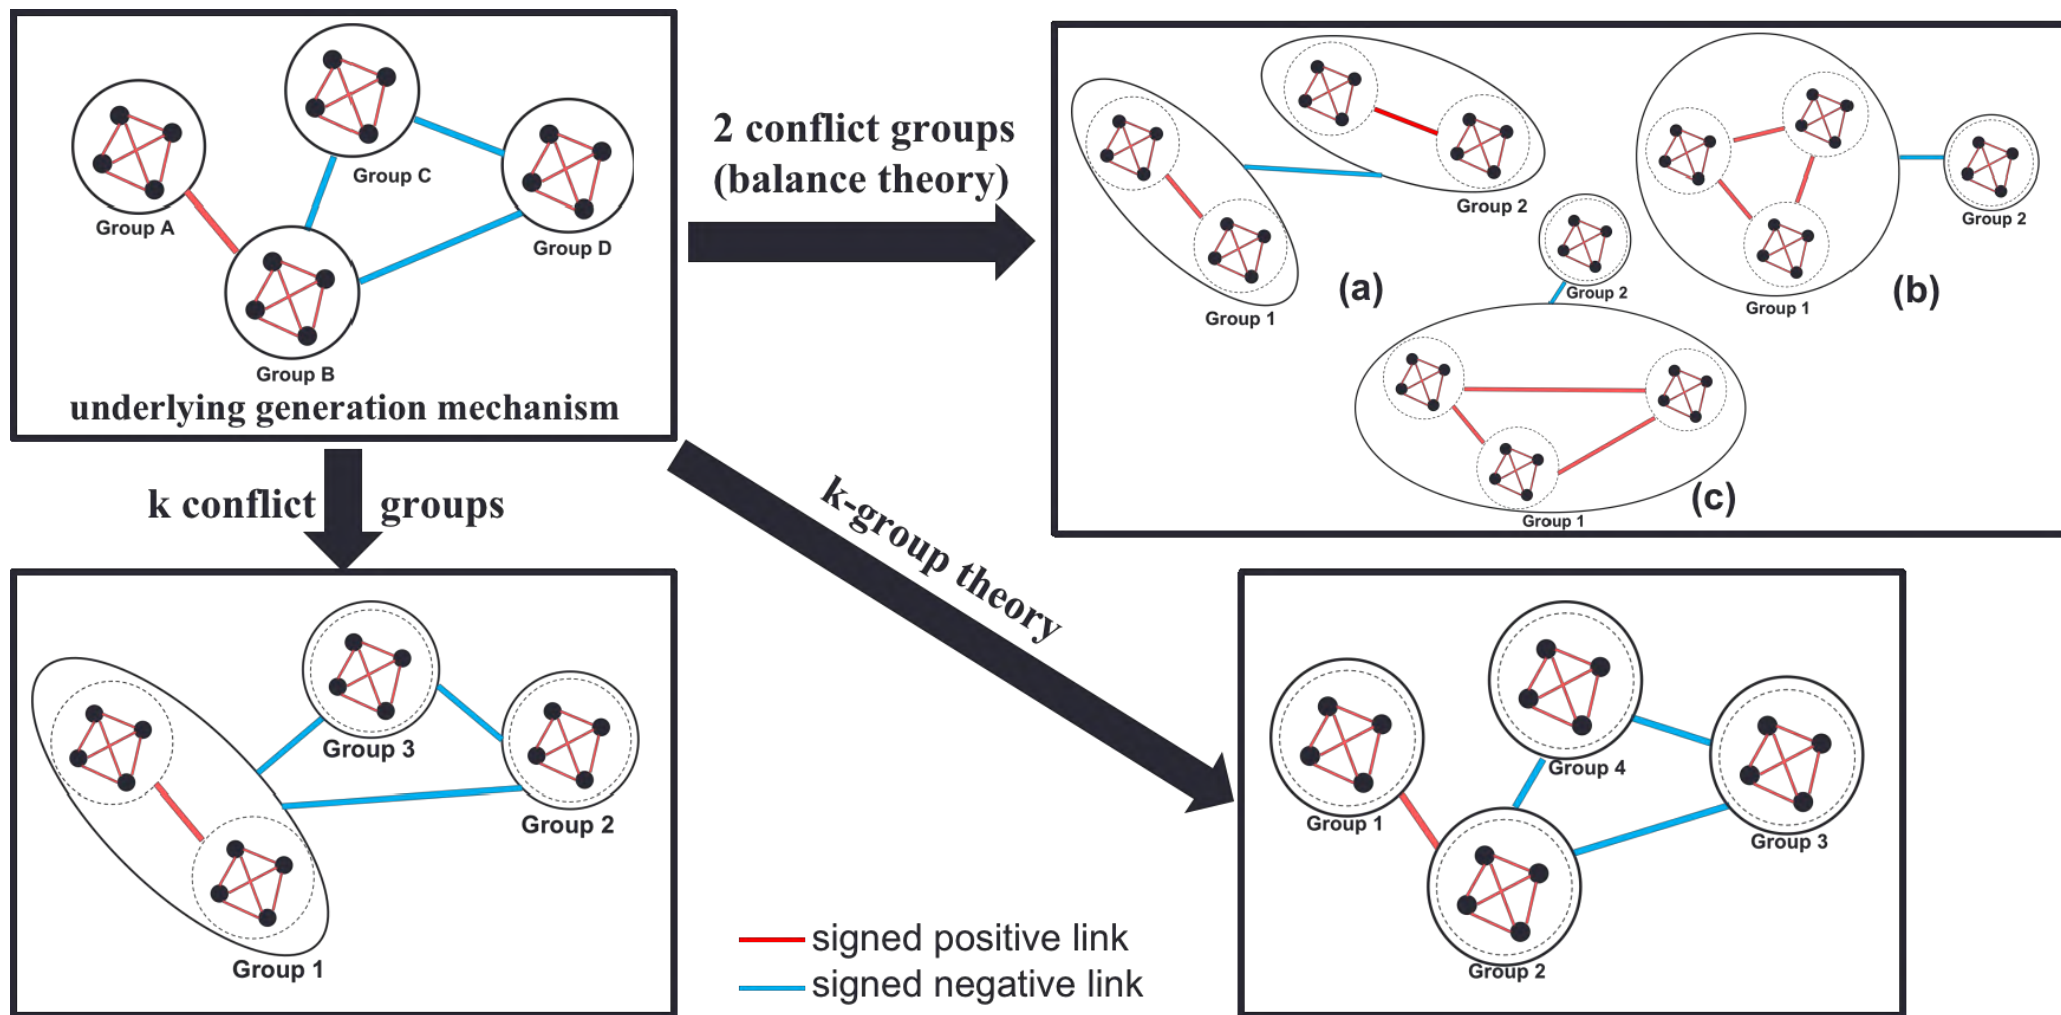 Group A
Group C
Group D
Group B
underlying generation mechanism
2 conflict groups
(balance theory)
Group 1
Group 2
(a)
Group 1
Group 2
(b)
Group 2
Group 1
(c)
k conflict groups
k-group theory
Group 3
Group 2
Group 1
signed positive link
signed negative link
Group 1
Group 4
Group 3
Group 2